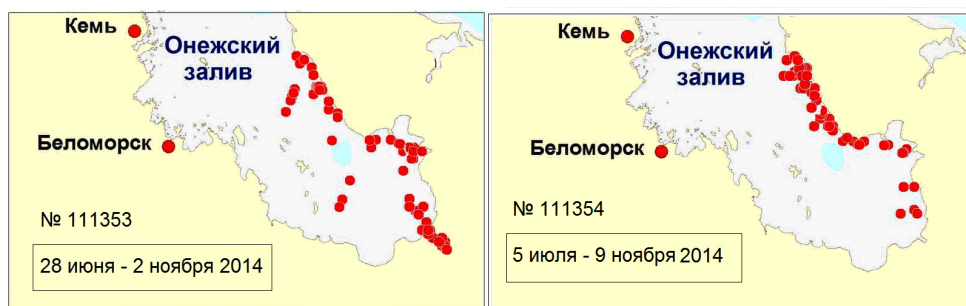 Кемь
Онежский
залив
Беломорск
№ 111353
28 июня - 2 ноября 2014
Кемь
Онежский
залив
Беломорск
№ 111354
5 июля - 9 ноября 2014